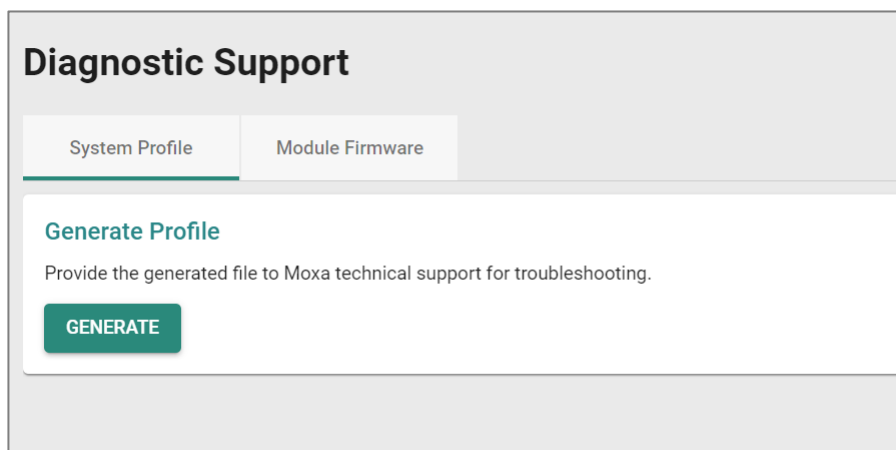 Diagnostic Support
System Profile
Module Firmware
Generate Profile
Provide the generated file to Moxa technical support for troubleshooting.
GENERATE